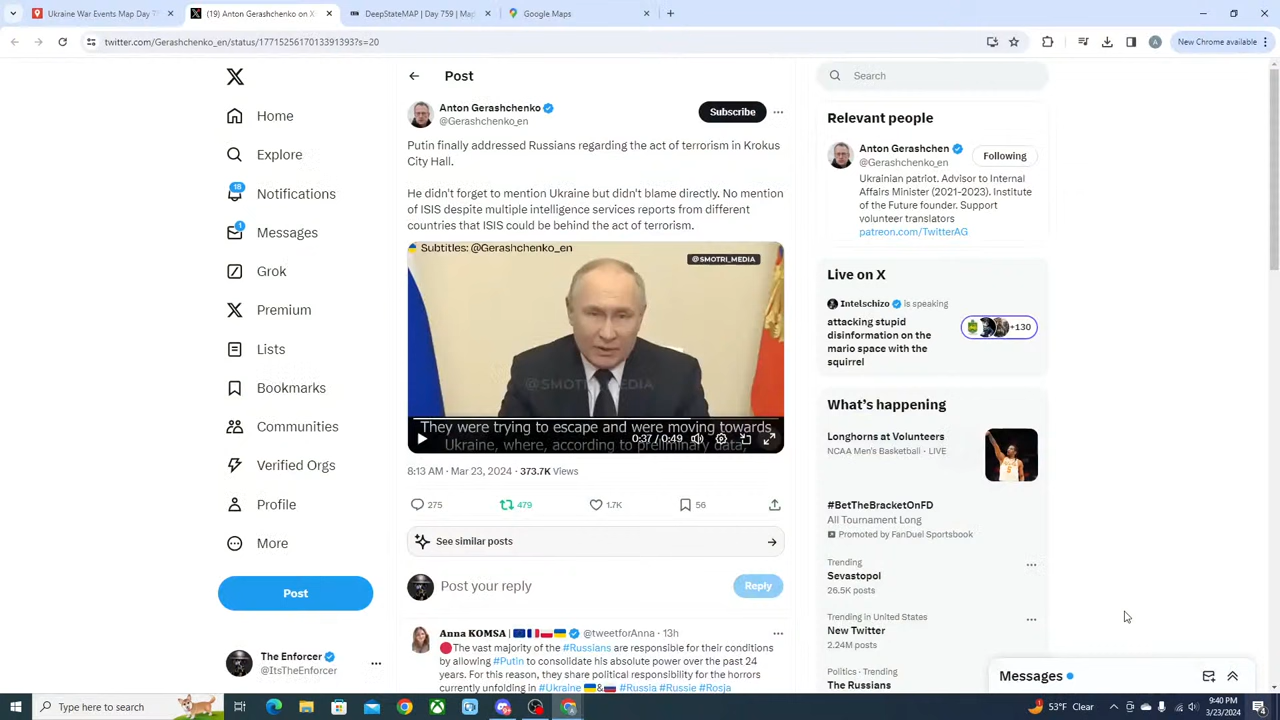 Ukraine War Events Map Day 7
(19) Anton Gerashchenko on X
DeepStateMAP | Day 759 | Map
Google Maps
twitter.com/Gerashchenko_en/status/1771525617013391393?s=20
New Chrome available
Home
Explore
18
Notifications
1
Messages
Grok
Premium
Lists
Bookmarks
Communities
Verified Orgs
Profile
More
Post
The Enforcer
@ItsTheEnforcer
Post
Anton Gerashchenko
@Gerashchenko_en
Subscribe
Putin finally addressed Russians regarding the act of terrorism in Krokus
City Hall.
He didn't forget to mention Ukraine but didn't blame directly. No mention
of ISIS despite multiple intelligence services reports from different
countries that ISIS could be behind the act of terrorism.
Subtitles: @Gerashchenko_en
@SMOTRI_MEDIA
@SMOTRI_MEDIA
They were trying to escape and were moving towards
Ukraine, where, according to preliminary data,
0:37 / 0:49
8:13 AM · Mar 23, 2024 · 373.7K Views
275
479
1.7K
56
See similar posts
Post your reply
Reply
Anna KOMSA | 🇪🇺🇫🇷🇵🇱🇺🇦 @tweetforAnna · 13h
🔴The vast majority of the #Russians are responsible for their conditions
by allowing #Putin to consolidate his absolute power over the past 24
years. For this reason, they share political responsibility for the horrors
currently unfolding in #Ukraine 🇺🇦&🇷🇺 #Russia #Russie #Rosja
Search
Relevant people
Anton Gerashchen
@Gerashchenko_en
Following
Ukrainian patriot. Advisor to Internal
Affairs Minister (2021-2023). Institute
of the Future founder. Support
volunteer translators
patreon.com/TwitterAG
Live on X
Intelschizo is speaking
attacking stupid
disinformation on the
mario space with the
squirrel
+130
What's happening
Longhorns at Volunteers
NCAA Men's Basketball · LIVE
#BetTheBracketOnFD
All Tournament Long
Promoted by FanDuel Sportsbook
Trending
Sevastopol
26.5K posts
Trending in United States
New Twitter
2.24M posts
Politics · Trending
The Russians
Messages
Type here to search
53°F Clear
9:40 PM
3/23/2024